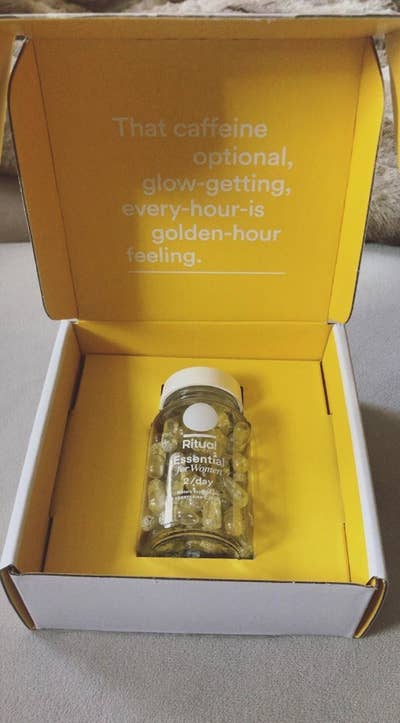 That caffeine
optional,
glow-getting,
every-hour-is
golden-hour
feeling.
Ritual
Essential
for Women
2/day